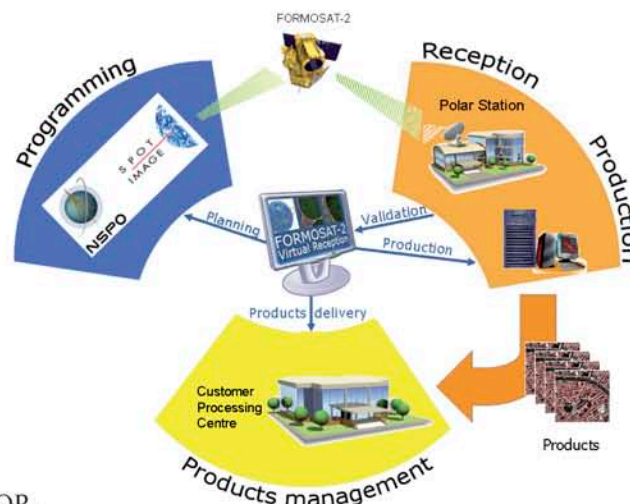 FORMOSAT-2
Programming
Reception
Polar Station
SPOT
IMAGE
NSPO
Production
Planning
FORMOSAT-2
Virtual Reception
Validation
Production
Products delivery
Customer
Processing
Centre
Products
Products management